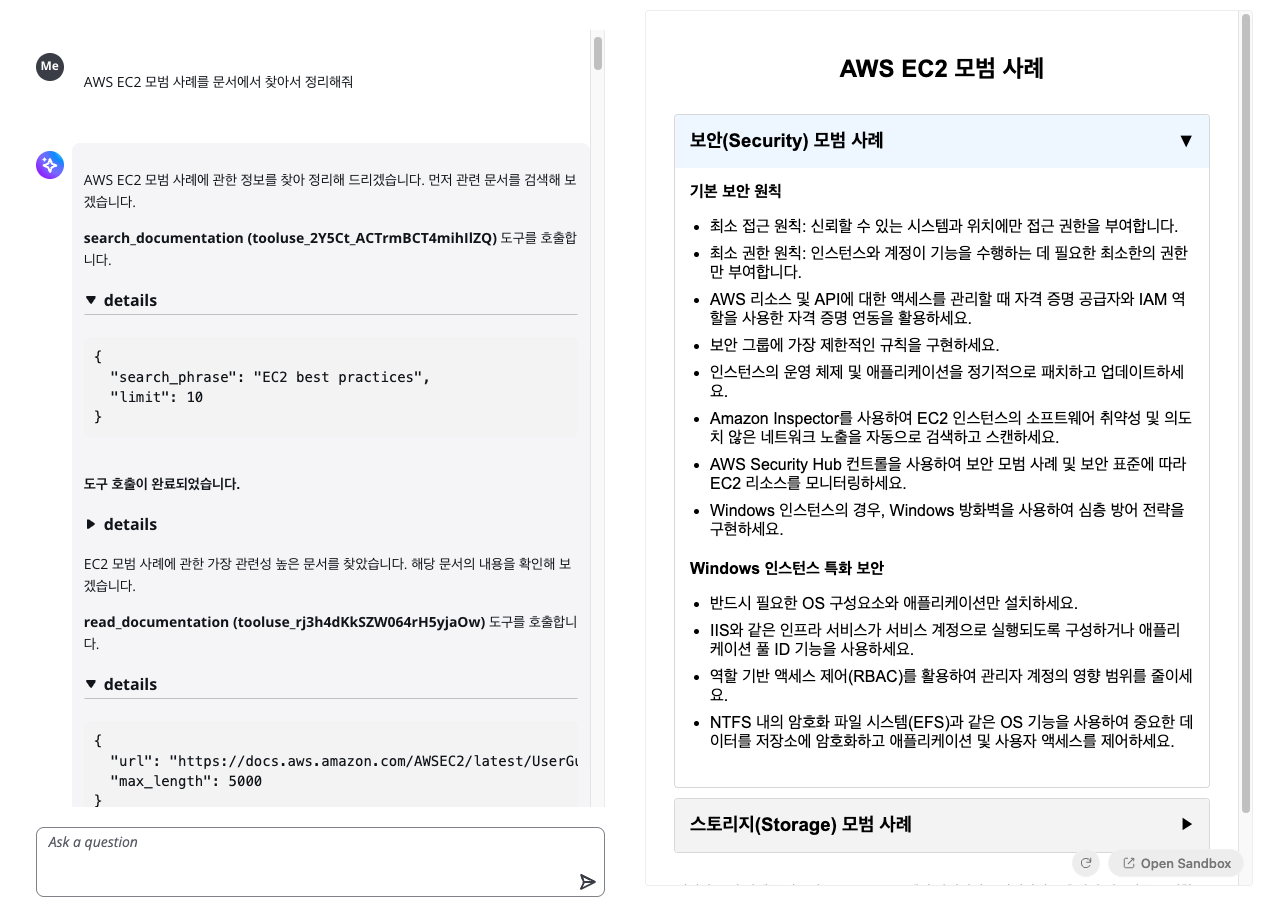 Me
AWS EC2 모범 사례를 문서에서 찾아서 정리해줘
AWS EC2 모범 사례에 관한 정보를 찾아 정리해 드리겠습니다. 먼저 관련 문서를 검색해 보
겠습니다.
search_documentation (tooluse_2Y5Ct_ACTrmBCT4mihIlZQ) 도구를 호출합
니다.
▼ details
{
"search_phrase": "EC2 best practices",
"limit": 10
}
도구 호출이 완료되었습니다.
▶ details
EC2 모범 사례에 관한 가장 관련성 높은 문서를 찾았습니다. 해당 문서의 내용을 확인해 보
겠습니다.
read_documentation (tooluse_rj3h4dKkSZW064rH5yjaOw) 도구를 호출합니
다.
▼ details
{
"url": "https://docs.aws.amazon.com/AWSEC2/latest/UserGu
"max_length": 5000
}
Ask a question
AWS EC2 모범 사례
보안(Security) 모범 사례 ▼
기본 보안 원칙
• 최소 접근 원칙: 신뢰할 수 있는 시스템과 위치에만 접근 권한을 부여합니다.
• 최소 권한 원칙: 인스턴스와 계정이 기능을 수행하는 데 필요한 최소한의 권한
만 부여합니다.
• AWS 리소스 및 API에 대한 액세스를 관리할 때 자격 증명 공급자와 IAM 역
할을 사용한 자격 증명 연동을 활용하세요.
• 보안 그룹에 가장 제한적인 규칙을 구현하세요.
• 인스턴스의 운영 체제 및 애플리케이션을 정기적으로 패치하고 업데이트하세
요.
• Amazon Inspector를 사용하여 EC2 인스턴스의 소프트웨어 취약성 및 의도
치 않은 네트워크 노출을 자동으로 검색하고 스캔하세요.
• AWS Security Hub 컨트롤을 사용하여 보안 모범 사례 및 보안 표준에 따라
EC2 리소스를 모니터링하세요.
• Windows 인스턴스의 경우, Windows 방화벽을 사용하여 심층 방어 전략을
구현하세요.
Windows 인스턴스 특화 보안
• 반드시 필요한 OS 구성요소와 애플리케이션만 설치하세요.
• IIS와 같은 인프라 서비스가 서비스 계정으로 실행되도록 구성하거나 애플리
케이션 풀 ID 기능을 사용하세요.
• 역할 기반 액세스 제어(RBAC)를 활용하여 관리자 계정의 영향 범위를 줄이세
요.
• NTFS 내의 암호화 파일 시스템(EFS)과 같은 OS 기능을 사용하여 중요한 데
이터를 저장소에 암호화하고 애플리케이션 및 사용자 액세스를 제어하세요.
스토리지(Storage) 모범 사례 ▶
Open Sandbox